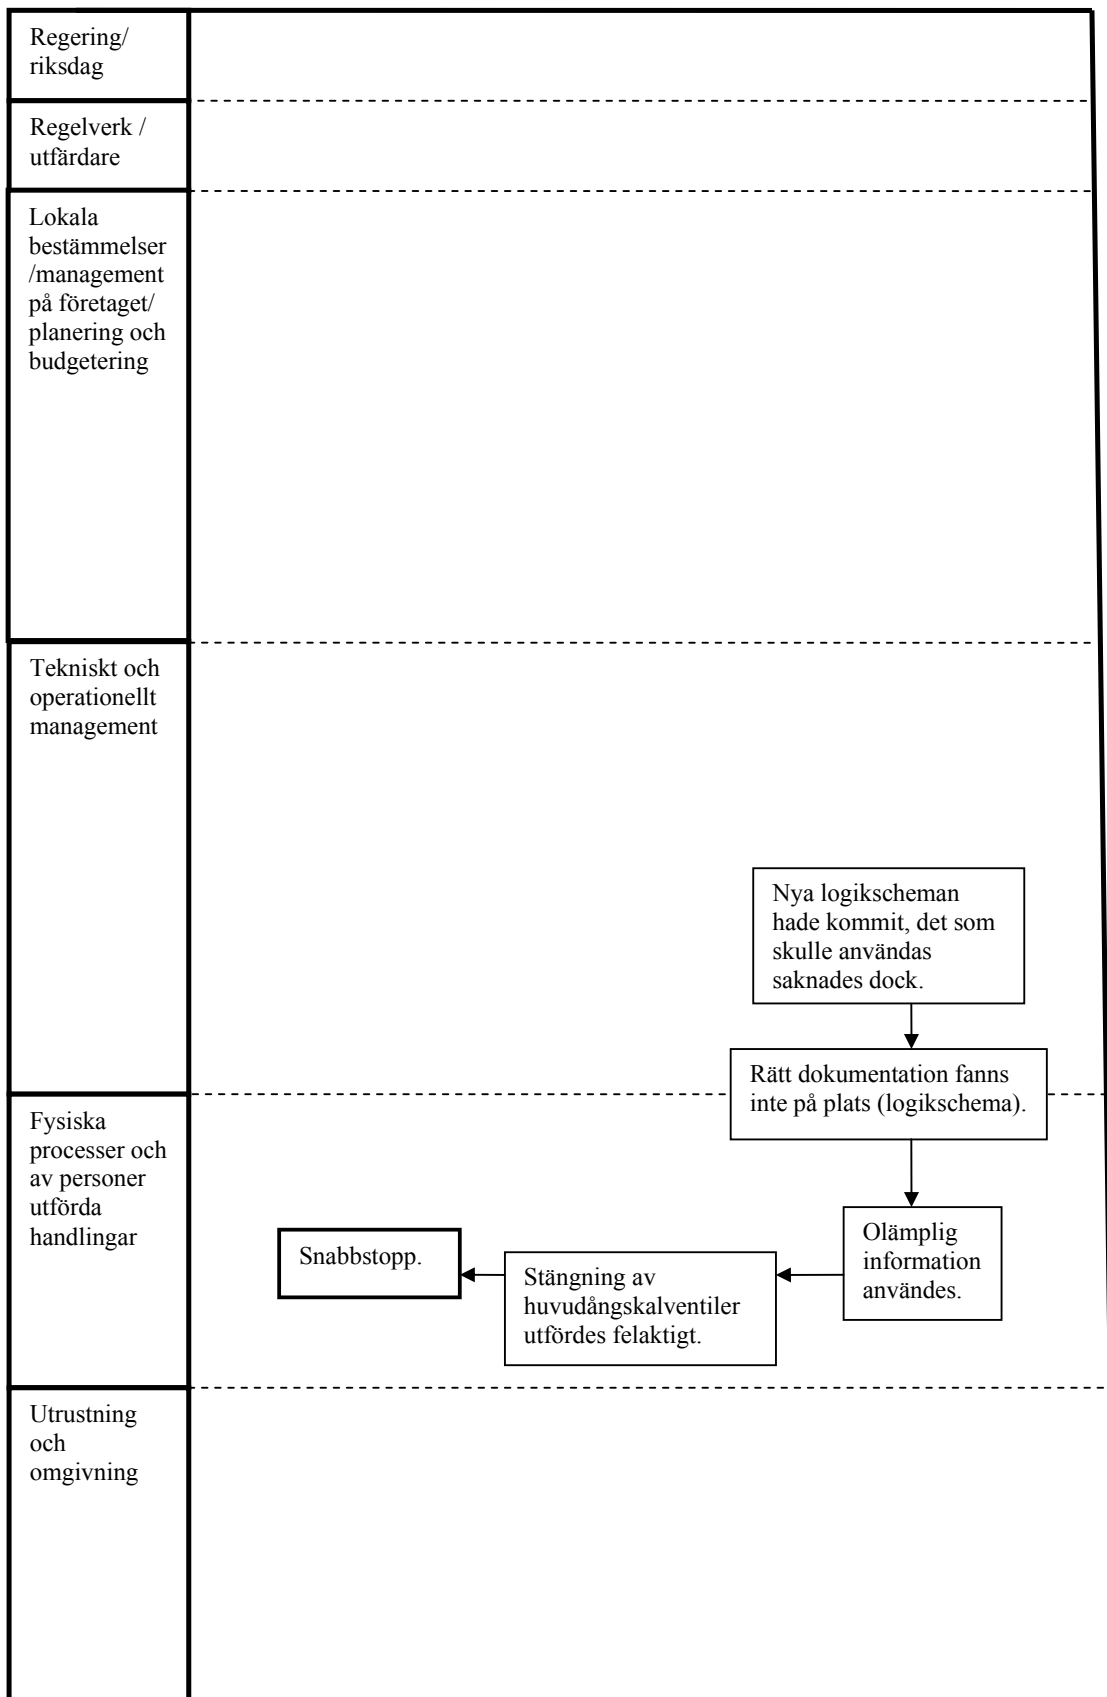 Regering/
riksdag
Regelverk /
utfärdare
Lokala
bestämmelser
/management
på företaget/
planering och
budgetering
Tekniskt och
operationellt
management
Nya logikscheman
hade kommit, det som
skulle användas
saknades dock.
Rätt dokumentation fanns
inte på plats (logikschema).
Fysiska
processer och
av personer
utförda
handlingar
Olämplig
information
användes.
Snabbstopp.
Stängning av
huvudångskalventiler
utfördes felaktigt.
Utrustning
och
omgivning